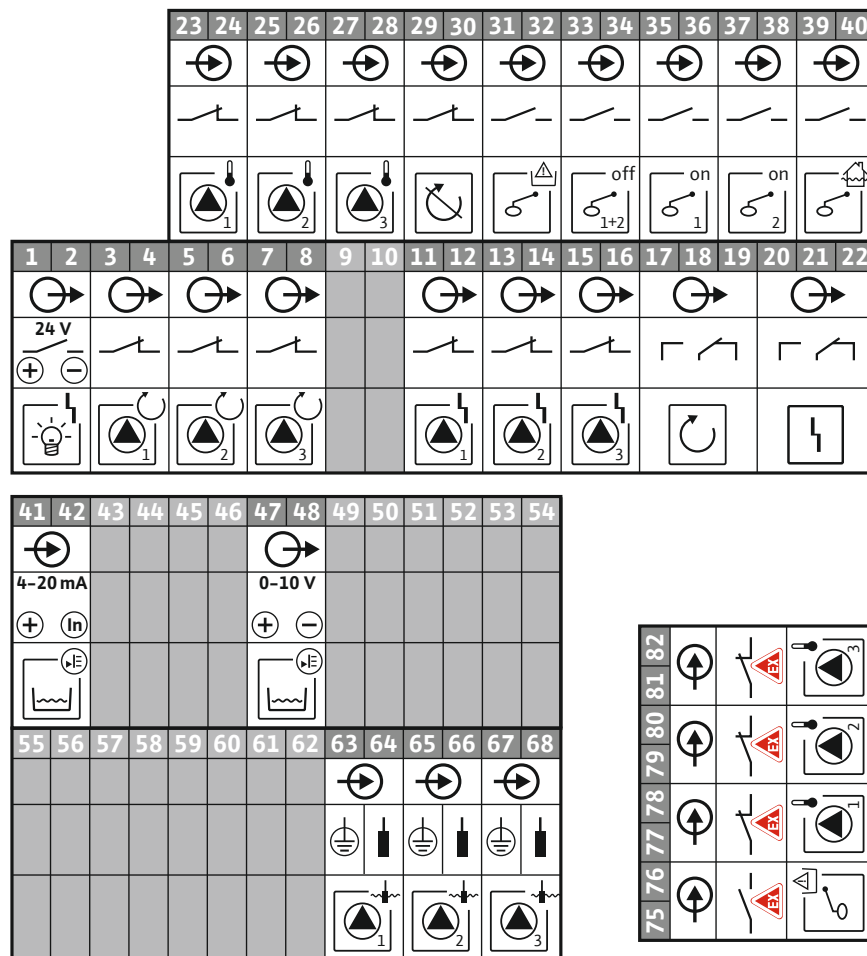 23 24 25 26 27 28 29 30 31 32 33 34 35 36 37 38 39 40
off on on
1 2 3 1+2 1 2
1 2 3 4 5 6 7 8 9 10 11 12 13 14 15 16 17 18 19 20 21 22
24 V
+ −
1 2 3 1 2 3
41 42 43 44 45 46 47 48 49 50 51 52 53 54
4–20 mA 0–10 V
+ In + −
55 56 57 58 59 60 61 62 63 64 65 66 67 68
1 2 3
81 82
EX
3
79 80
EX
2
77 78
EX
1
75 76
EX